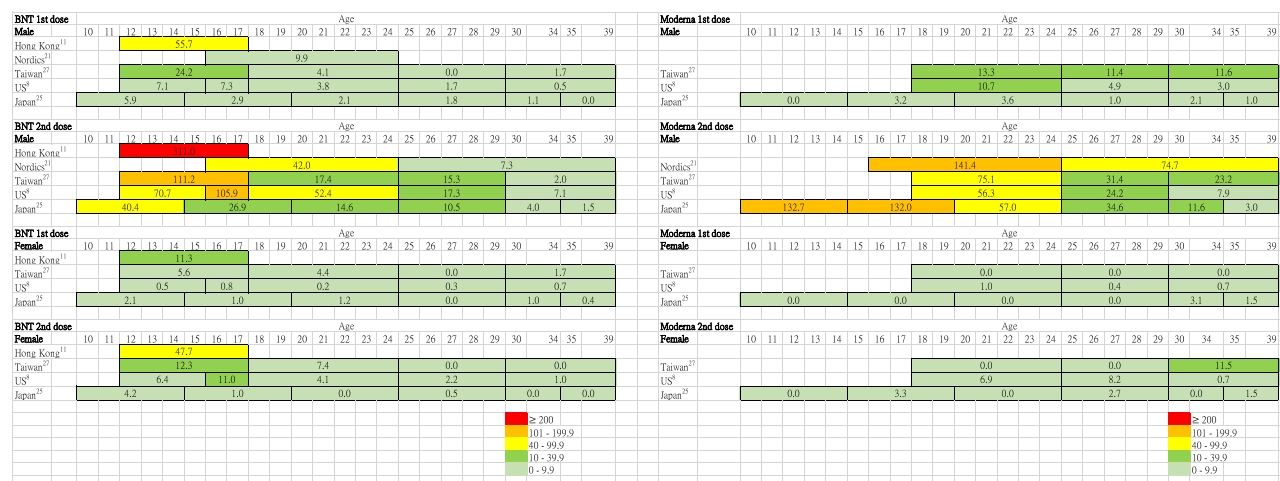 BNT 1st dose Age
Male 10 11 12 13 14 15 16 17 18 19 20 21 22 23 24 25 26 27 28 29 30 34 35 39
Hong Kong11 55.7
Nordics21 9.9
Taiwan27 24.2 4.1 0.0 1.7
US8 7.1 7.3 3.8 1.7 0.5
Japan25 5.9 2.9 2.1 1.8 1.1 0.0
BNT 2nd dose Age
Male 10 11 12 13 14 15 16 17 18 19 20 21 22 23 24 25 26 27 28 29 30 34 35 39
Hong Kong11 311.0
Nordics21 42.0 7.3
Taiwan27 111.2 17.4 15.3 2.0
US8 70.7 105.9 52.4 17.3 7.1
Japan25 40.4 26.9 14.6 10.5 4.0 1.5
BNT 1st dose Age
Female 10 11 12 13 14 15 16 17 18 19 20 21 22 23 24 25 26 27 28 29 30 34 35 39
Hong Kong11 11.3
Taiwan27 5.6 4.4 0.0 1.7
US8 0.5 0.8 0.2 0.3 0.7
Japan25 2.1 1.0 1.2 0.0 1.0 0.4
BNT 2nd dose Age
Female 10 11 12 13 14 15 16 17 18 19 20 21 22 23 24 25 26 27 28 29 30 34 35 39
Hong Kong11 47.7
Taiwan27 12.3 7.4 0.0 0.0
US8 6.4 11.0 4.1 2.2 1.0
Japan25 4.2 1.0 0.0 0.5 0.0 0.0
≥ 200
101 - 199.9
40 - 99.9
10 - 39.9
0 - 9.9
Moderna 1st dose Age
Male 10 11 12 13 14 15 16 17 18 19 20 21 22 23 24 25 26 27 28 29 30 34 35 39
Taiwan27 13.3 11.4 11.6
US8 10.7 4.9 3.0
Japan25 0.0 3.2 3.6 1.0 2.1 1.0
Moderna 2nd dose Age
Male 10 11 12 13 14 15 16 17 18 19 20 21 22 23 24 25 26 27 28 29 30 34 35 39
Nordics21 141.4 74.7
Taiwan27 75.1 31.4 23.2
US8 56.3 24.2 7.9
Japan25 132.7 132.0 57.0 34.6 11.6 3.0
Moderna 1st dose Age
Female 10 11 12 13 14 15 16 17 18 19 20 21 22 23 24 25 26 27 28 29 30 34 35 39
Taiwan27 0.0 0.0 0.0
US8 1.0 0.4 0.7
Japan25 0.0 0.0 0.0 0.0 3.1 1.5
Moderna 2nd dose Age
Female 10 11 12 13 14 15 16 17 18 19 20 21 22 23 24 25 26 27 28 29 30 34 35 39
Taiwan27 0.0 0.0 11.5
US8 6.9 8.2 0.7
Japan25 0.0 3.3 0.0 2.7 0.0 1.5
≥ 200
101 - 199.9
40 - 99.9
10 - 39.9
0 - 9.9